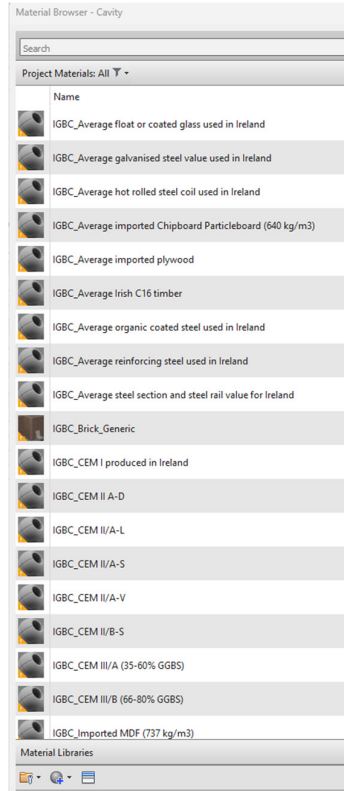 Material Browser - Cavity
Search
Project Materials: All
Name
IGBC_Average float or coated glass used in Ireland
IGBC_Average galvanised steel value used in Ireland
IGBC_Average hot rolled steel coil used in Ireland
IGBC_Average imported Chipboard Particleboard (640 kg/m3)
IGBC_Average imported plywood
IGBC_Average Irish C16 timber
IGBC_Average organic coated steel used in Ireland
IGBC_Average reinforcing steel used in Ireland
IGBC_Average steel section and steel rail value for Ireland
IGBC_Brick_Generic
IGBC_CEM I produced in Ireland
IGBC_CEM II A-D
IGBC_CEM II/A-L
IGBC_CEM II/A-S
IGBC_CEM II/A-V
IGBC_CEM II/B-S
IGBC_CEM III/A (35-60% GGBS)
IGBC_CEM III/B (66-80% GGBS)
IGBC_Imported MDF (737 kg/m3)
Material Libraries